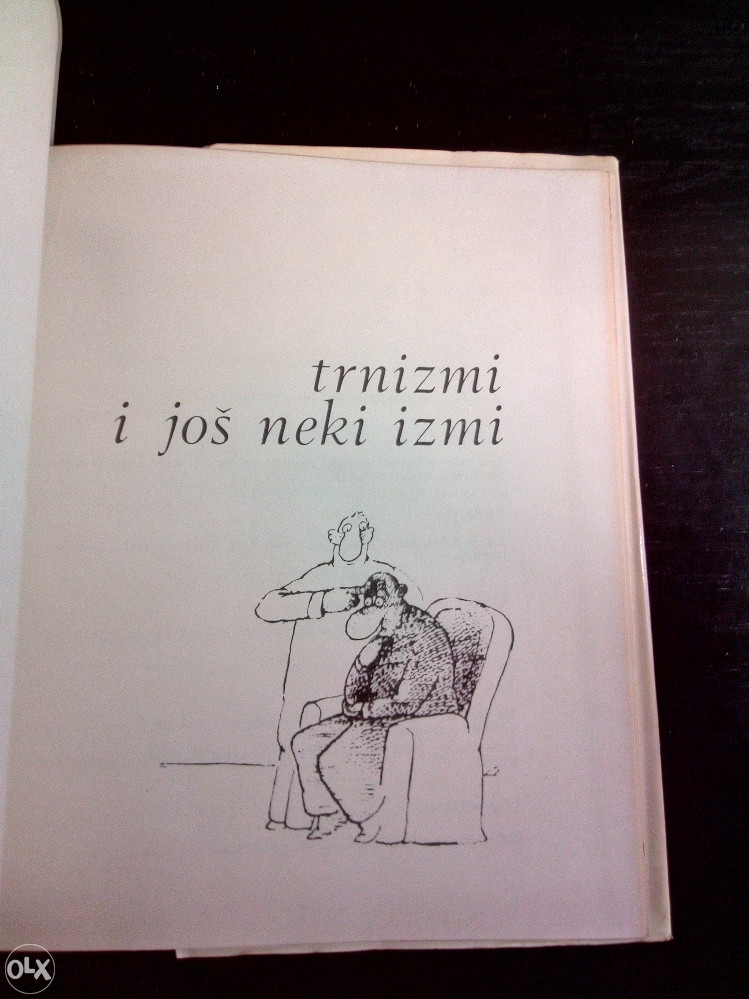 trnizmi
i još neki izmi
OLX